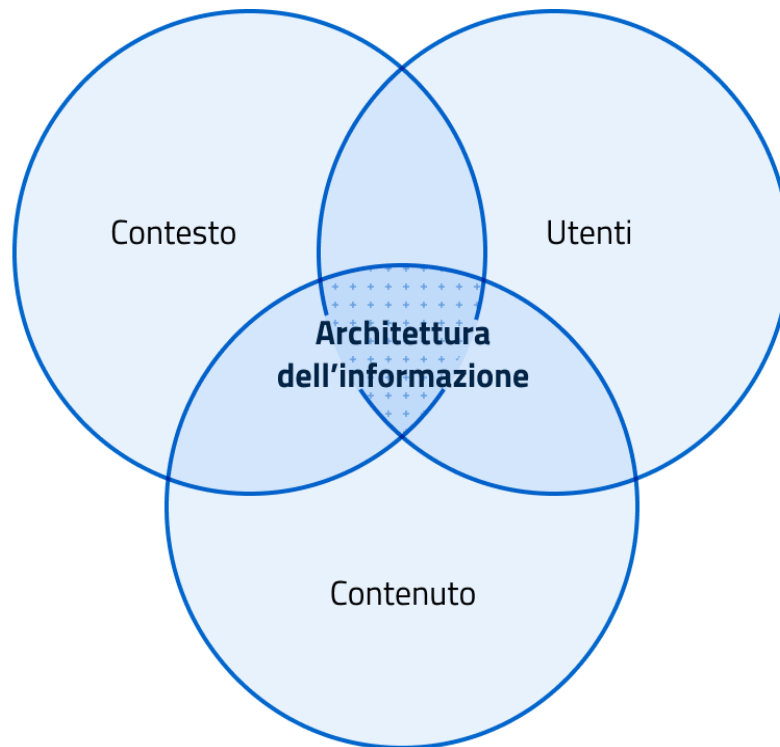 Contesto
Utenti
Architettura
dell’informazione
Contenuto